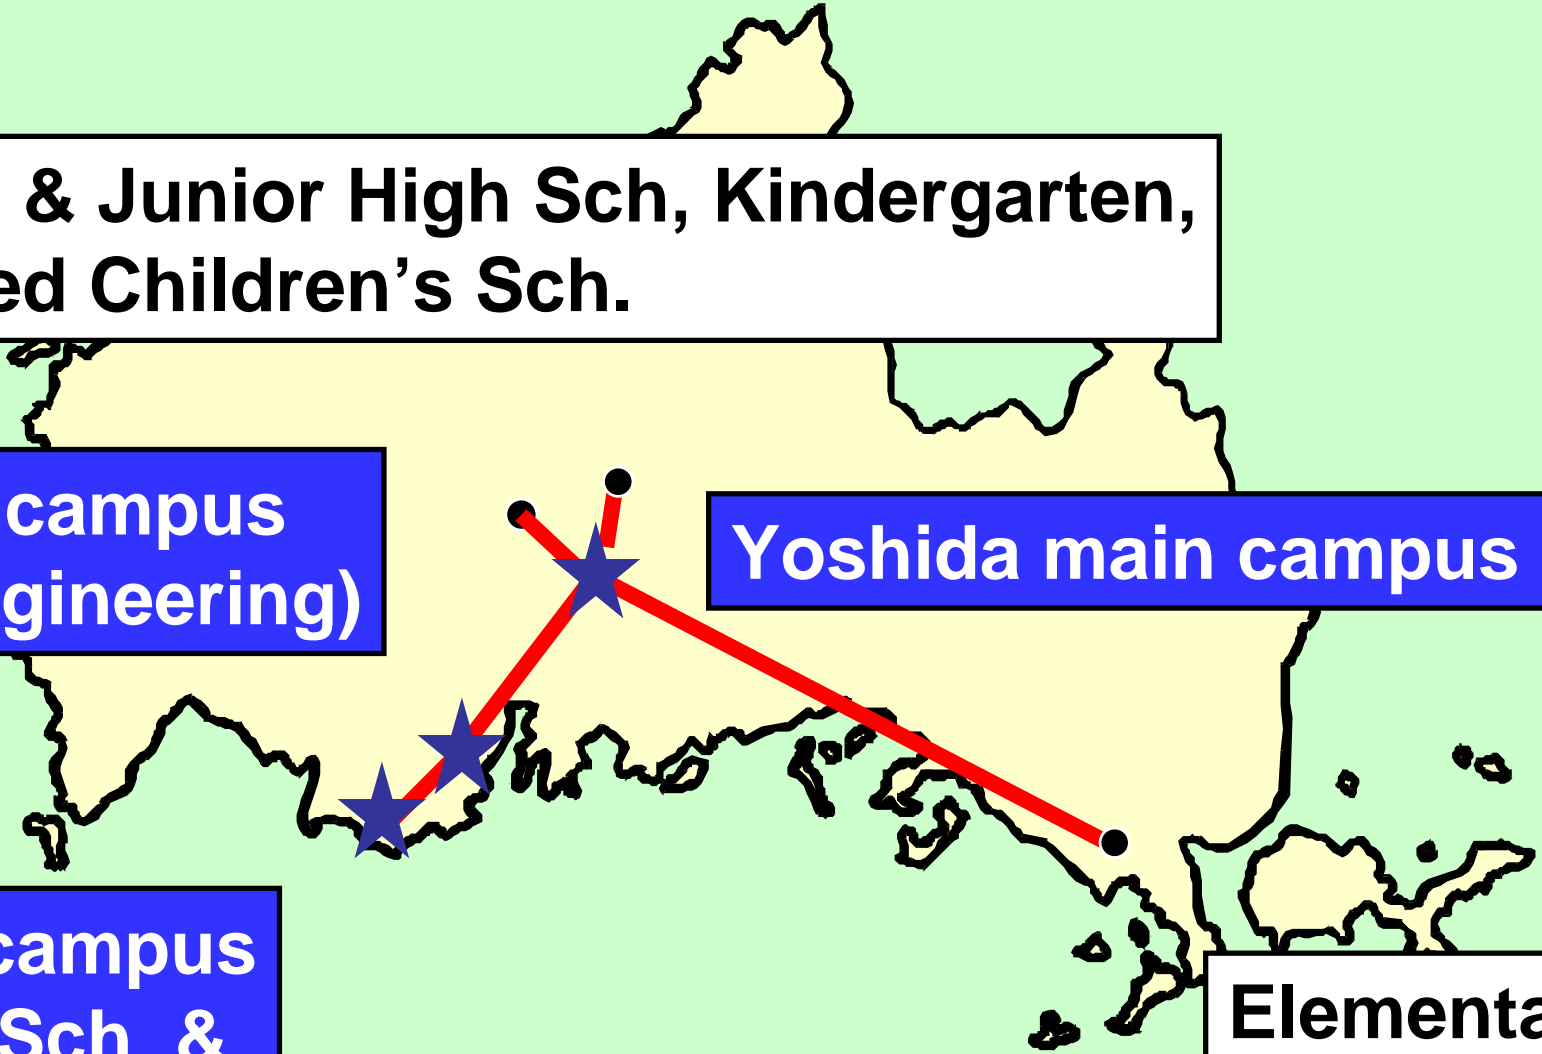 & Junior High Sch, Kindergarten,
ed Children's Sch.
campus
gineering)
Yoshida main campus
campus
Sch. &
Elementa